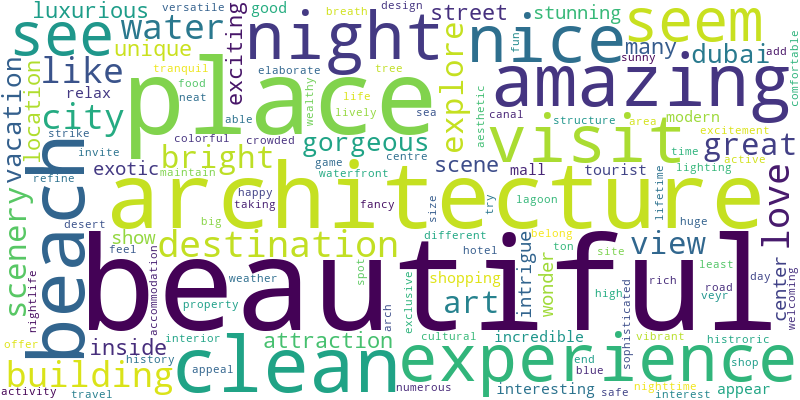 luxurious
versatile
good
design
street
stunning
fun
seem
add
see
water
exciting
night
nice
many
sunny
comfortable
unique
tranquil
elaborate
breath
explore
amazing
dubai
vacation
location
like
relax
food
neat
place
tree
wealthy
life
lively
sea
aesthetic
canal
structure
area
modern
excitement
city
strike
colorful
able
crowded
gorgeous
visit
time
active
great
invite
refine
exotic
bright
maintain
game
centre
waterfront
scene
mall
tourist
lighting
beach
architecture
happy
taking
fancy
size
try
lagoon
lifetime
huge
love
scenery
desert
feel
big
show
destination
different
hotel
belong
ton
site
view
intrigue
wonder
beautiful
nightlife
accommodation
weather
property
spot
arch
exclusive
shopping
art
high
sophisticated
least
rich
road
veyr
day
center
welcoming
offer
interior
inside
history
attraction
cultural
incredible
vibrant
histroric
end
blue
shop
building
appeal
clean
experience
activity
travel
numerous
interesting
safe
nighttime
interest
appear